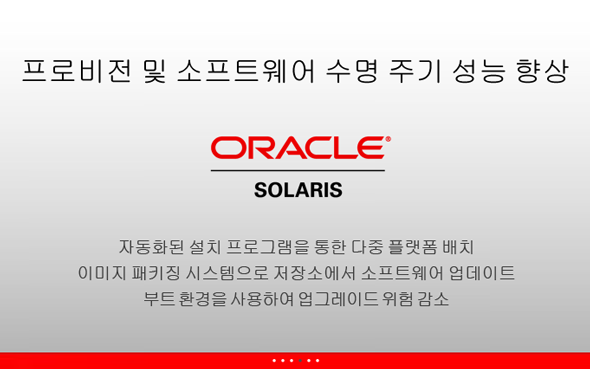 프로비전 및 소프트웨어 수명 주기 성능 향상
ORACLE®
SOLARIS
자동화된 설치 프로그램을 통한 다중 플랫폼 배치
이미지 패키징 시스템으로 저장소에서 소프트웨어 업데이트
부트 환경을 사용하여 업그레이드 위험 감소